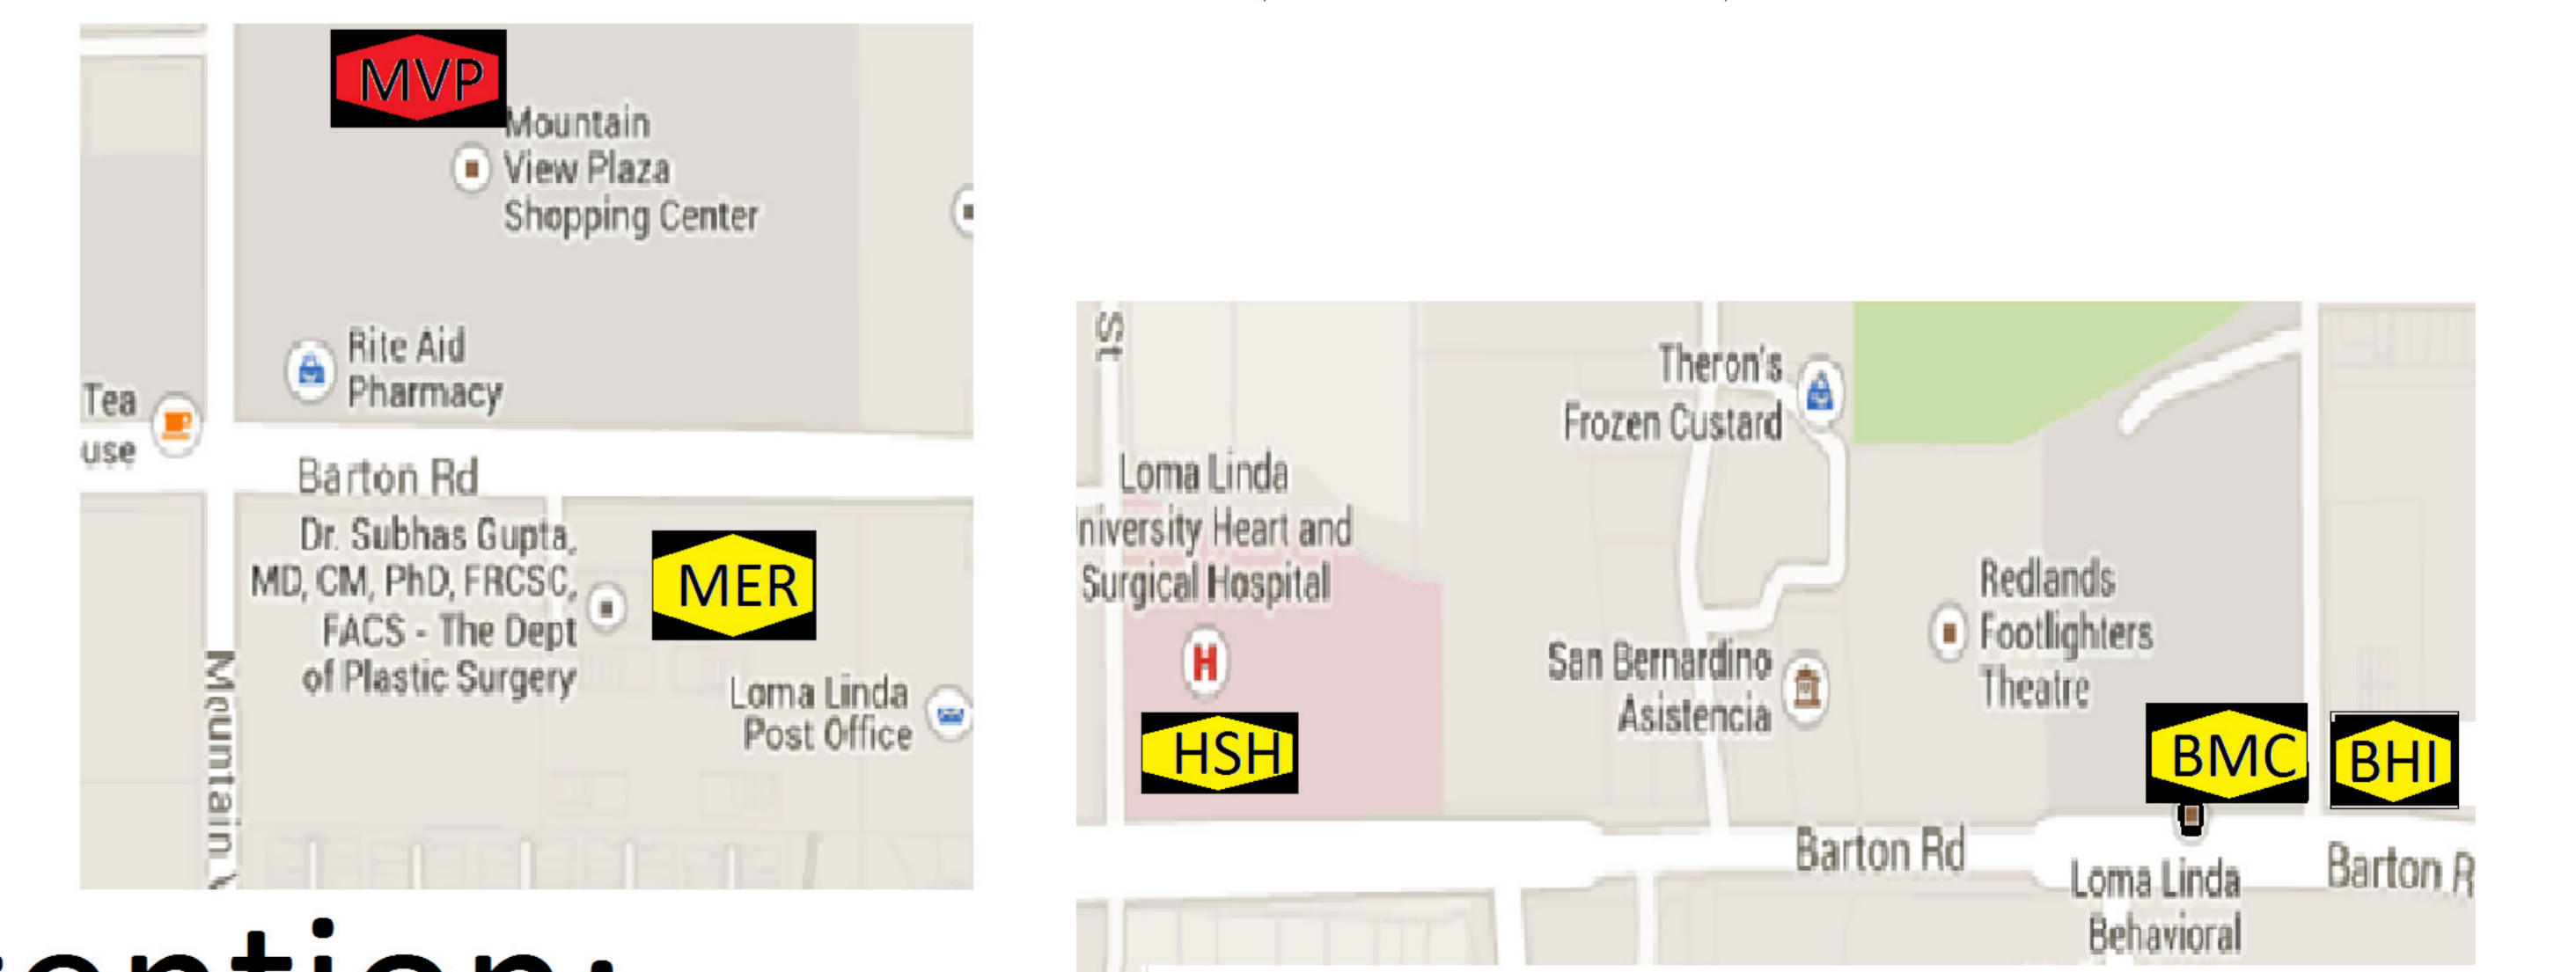 MVP
Mountain
View Plaza
Shopping Center
Rite Aid
Pharmacy
Tea
use
Barton Rd
Dr. Subhas Gupta,
MD, CM, PhD, FRCSC,
FACS - The Dept
of Plastic Surgery
MER
Loma Linda
Post Office
Mountain V
St
Theron's
Frozen Custard
Loma Linda
niversity Heart and
Surgical Hospital
H
HSH
San Bernardino
Asistencia
Redlands
Footlighters
Theatre
BMC
BHI
Barton Rd
Loma Linda
Behavioral
Barton R